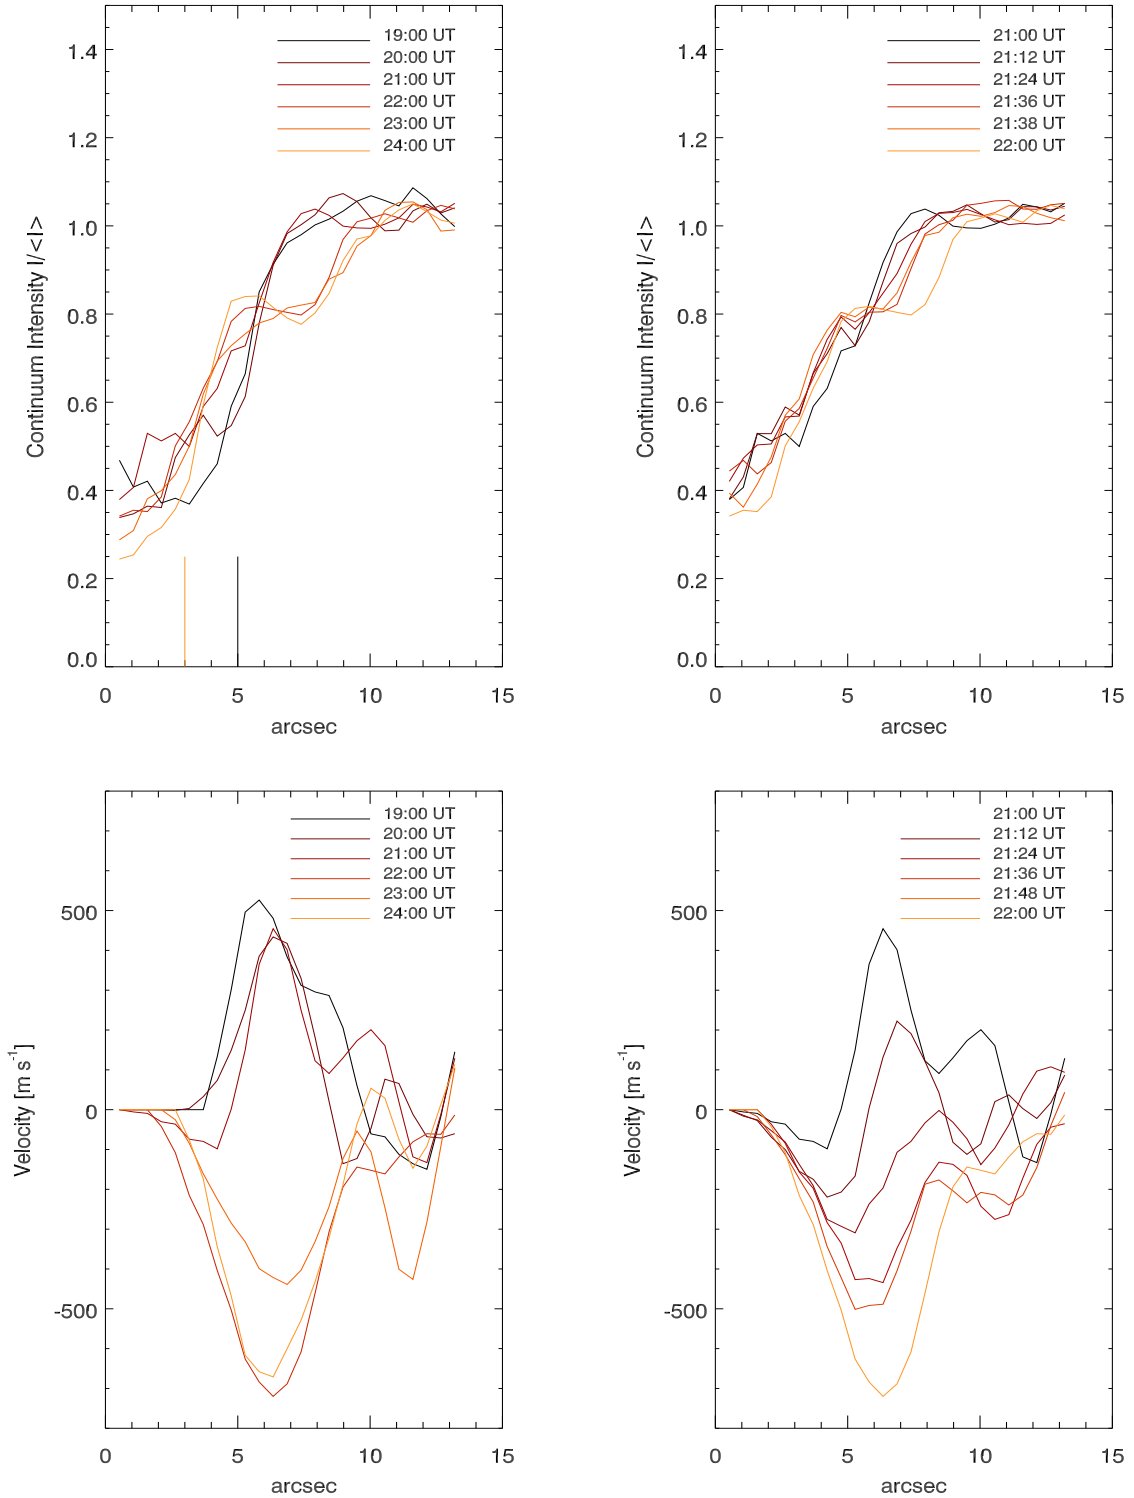 Continuum Intensity I/<I>
1.4
1.2
1.0
0.8
0.6
0.4
0.2
0.0
19:00 UT
20:00 UT
21:00 UT
22:00 UT
23:00 UT
24:00 UT
0 5 10 15
arcsec
Continuum Intensity I/<I>
1.4
1.2
1.0
0.8
0.6
0.4
0.2
0.0
21:00 UT
21:12 UT
21:24 UT
21:36 UT
21:38 UT
22:00 UT
0 5 10 15
arcsec
Velocity [m s⁻¹]
500
0
-500
19:00 UT
20:00 UT
21:00 UT
22:00 UT
23:00 UT
24:00 UT
0 5 10 15
arcsec
Velocity [m s⁻¹]
500
0
-500
21:00 UT
21:12 UT
21:24 UT
21:36 UT
21:48 UT
22:00 UT
0 5 10 15
arcsec